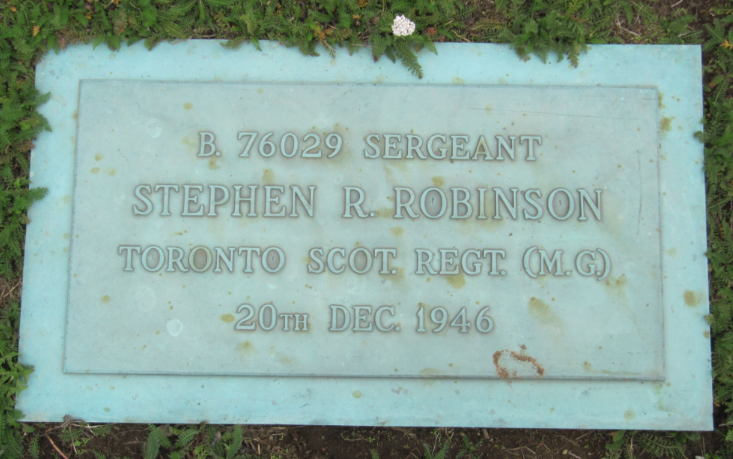 B. 76029 SERGEANT
STEPHEN R. ROBINSON
TORONTO SCOT. REGT. (M.G)
20TH DEC. 1946